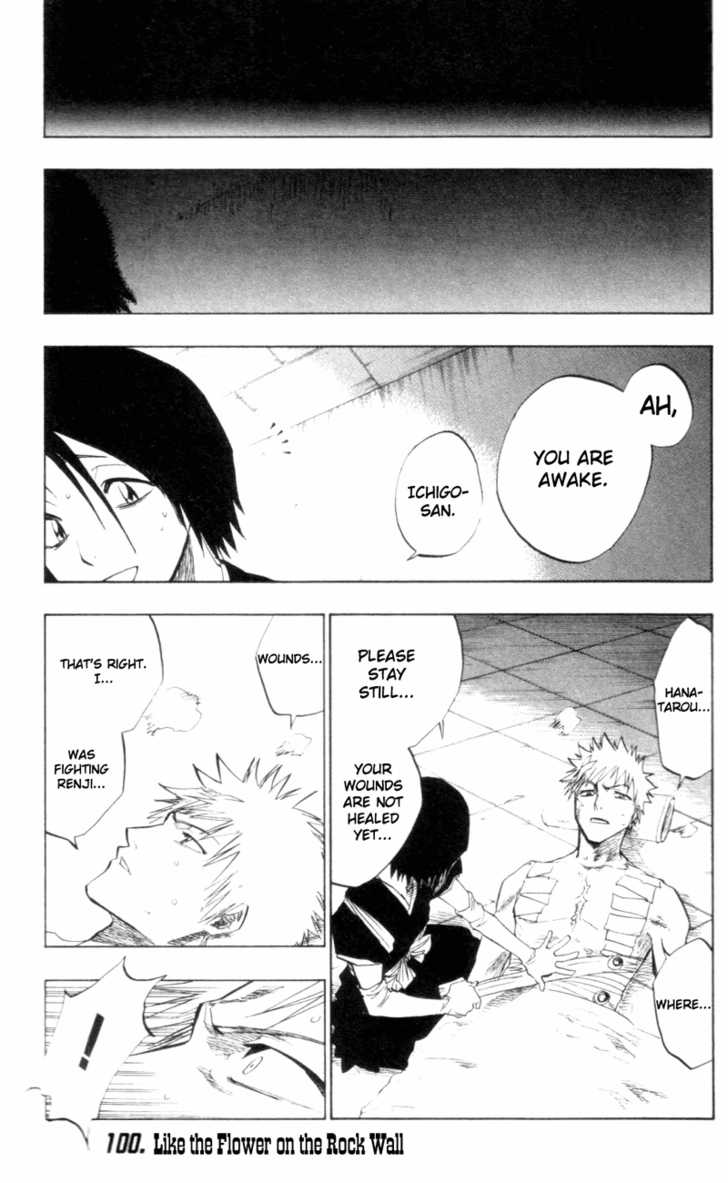 AH,
YOU ARE
AWAKE.
ICHIGO-
SAN.
HANA-
TAROU...
WHERE...
PLEASE
STAY
STILL...
YOUR
WOUNDS
ARE NOT
HEALED
YET...
WOUNDS...
THAT'S RIGHT.
I...
WAS
FIGHTING
RENJI...
!
100. Like the Flower on the Rock Wall